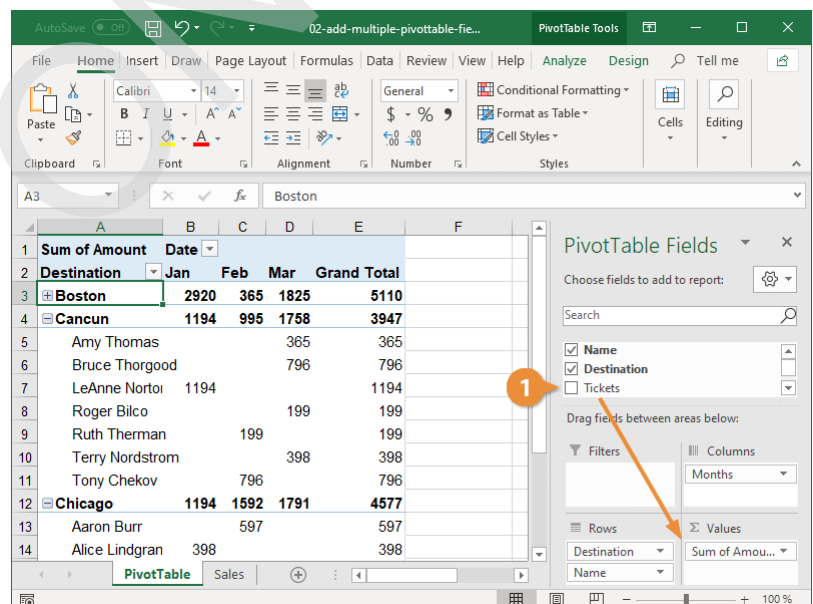 AutoSave Off 02-add-multiple-pivottable-fie... PivotTable Tools
File Home Insert Draw Page Layout Formulas Data Review View Help Analyze Design Tell me
Calibri 14 ab General Conditional Formatting
Paste B I U A A A $ % 9 Format as Table Cells Editing
.00 .00 Cell Styles
Clipboard Font Alignment Number Styles
A3 fx Boston
A B C D E F
1 Sum of Amount Date
2 Destination Jan Feb Mar Grand Total
3 Boston 2920 365 1825 5110
4 Cancun 1194 995 1758 3947
5 Amy Thomas 365 365
6 Bruce Thorgood 796 796
7 LeAnne Nortor 1194 1194
8 Roger Bilco 199 199
9 Ruth Therman 199 199
10 Terry Nordstrom 398 398
11 Tony Chekov 796 796
12 Chicago 1194 1592 1791 4577
13 Aaron Burr 597 597
14 Alice Lindgran 398 398
PivotTable Sales
PivotTable Fields
Choose fields to add to report:
Search
Name
Destination
1 Tickets
Drag fields between areas below:
Filters Columns
Months
Rows Σ Values
Destination Sum of Amou...
Name
100 %